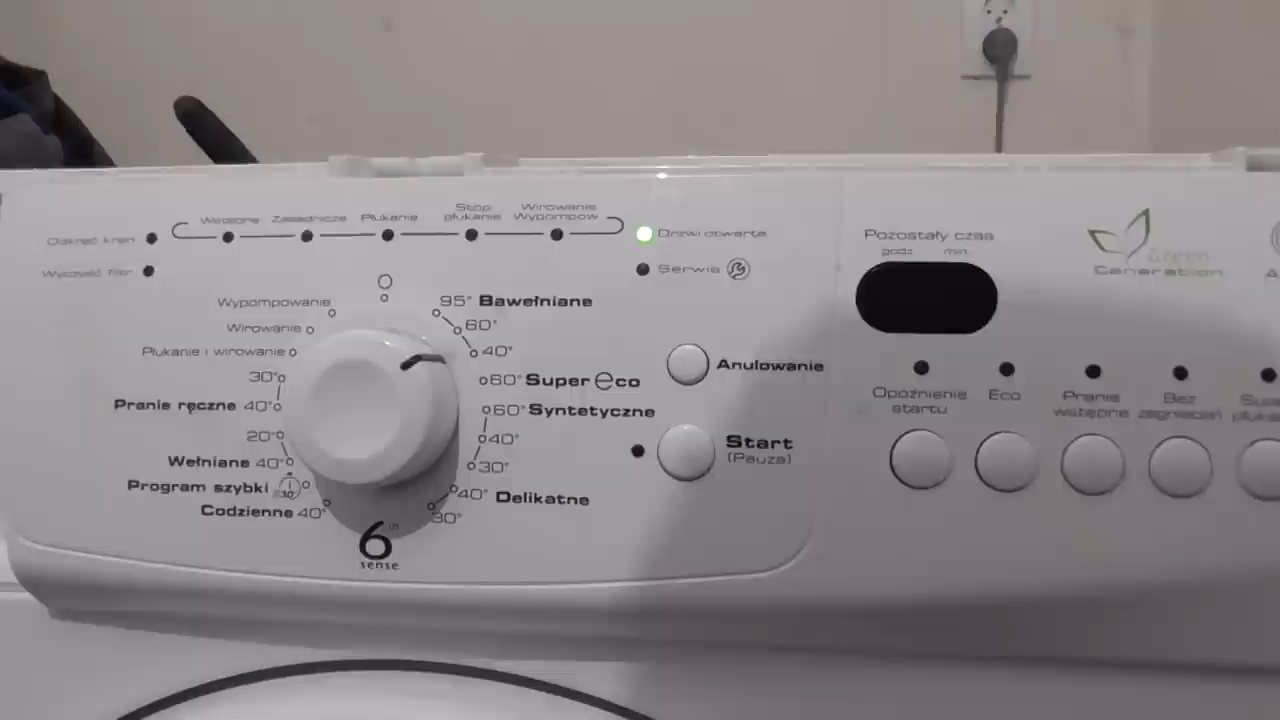 Wstępne Zasadnicze Płukanie Stop płukanie Wirowanie Wypompow.
Odkręć kran
Drzwi otwarte
Wyczyść filtr
Serwis
Pozostały czas
godz. min.
Green
Generation
Wypompowanie
Wirowanie
Płukanie i wirowanie
30°
Pranie ręczne 40°
20°
Wełniane 40°
Program szybki 30'
Codzienne 40°
95° Bawełniane
60°
40°
60° Super eco
60° Syntetyczne
40°
30°
40° Delikatne
30°
6th
sense
Anulowanie
Start
(Pauza)
Opóźnienie
startu
Eco
Pranie
wstępne
Bez
zagnieceń